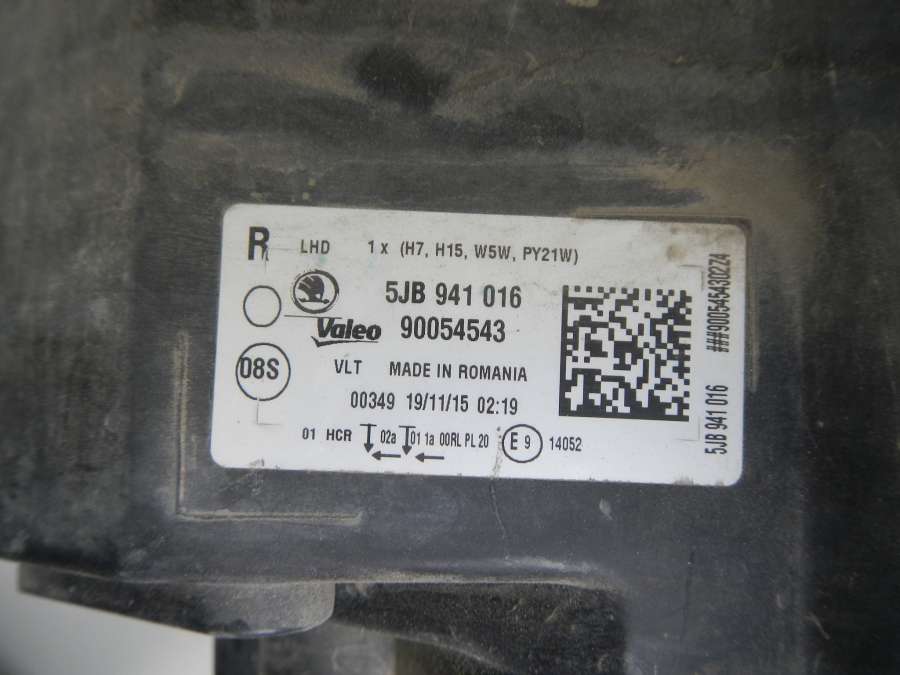 R LHD 1 x (H7, H15, W5W, PY21W)
5JB 941 016
Valeo 90054543
08S
VLT MADE IN ROMANIA
00349 19/11/15 02:19
01 HCR 02a 01 1a 00RL PL 20 E 9 14052
5JB 941 016 ###900545430274